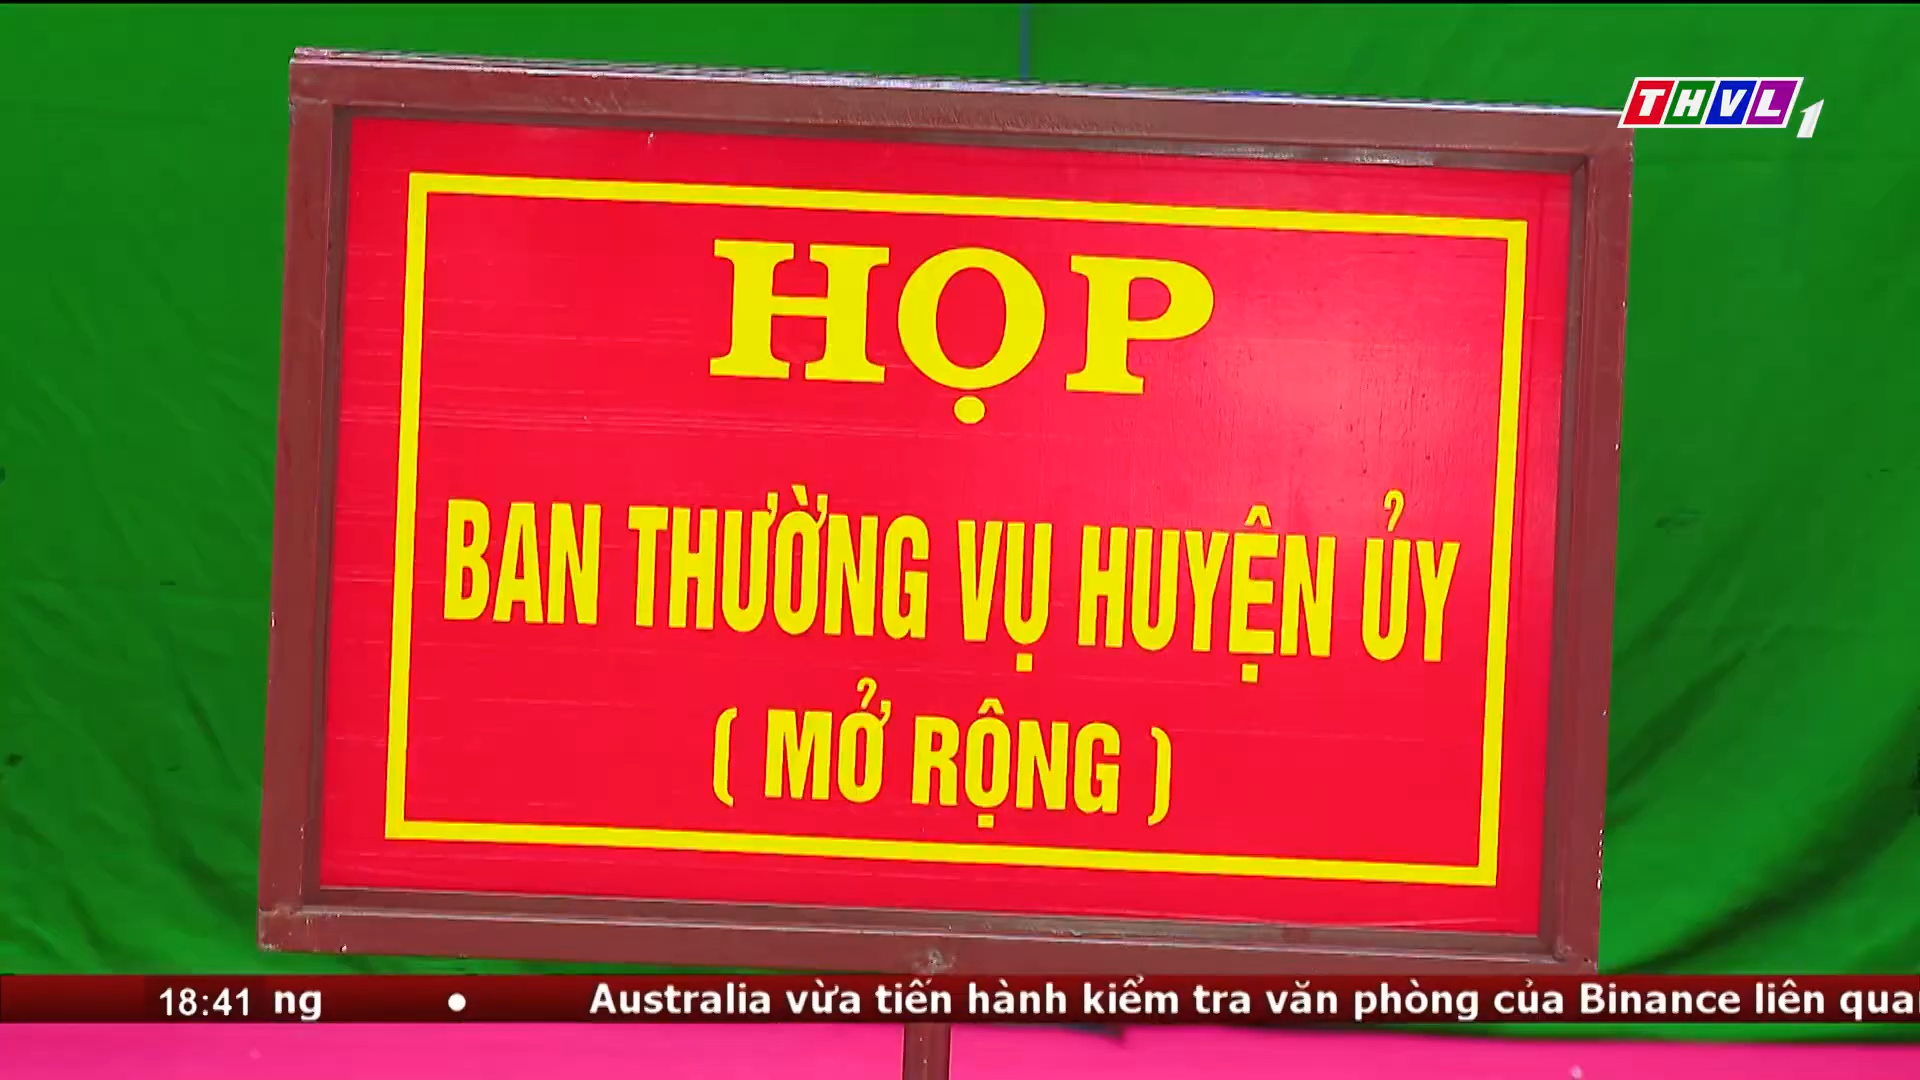 THVL1
HỌP
BAN THƯỜNG VỤ HUYỆN ỦY
( MỞ RỘNG )
18:41 ng • Australia vừa tiến hành kiểm tra văn phòng của Binance liên qua